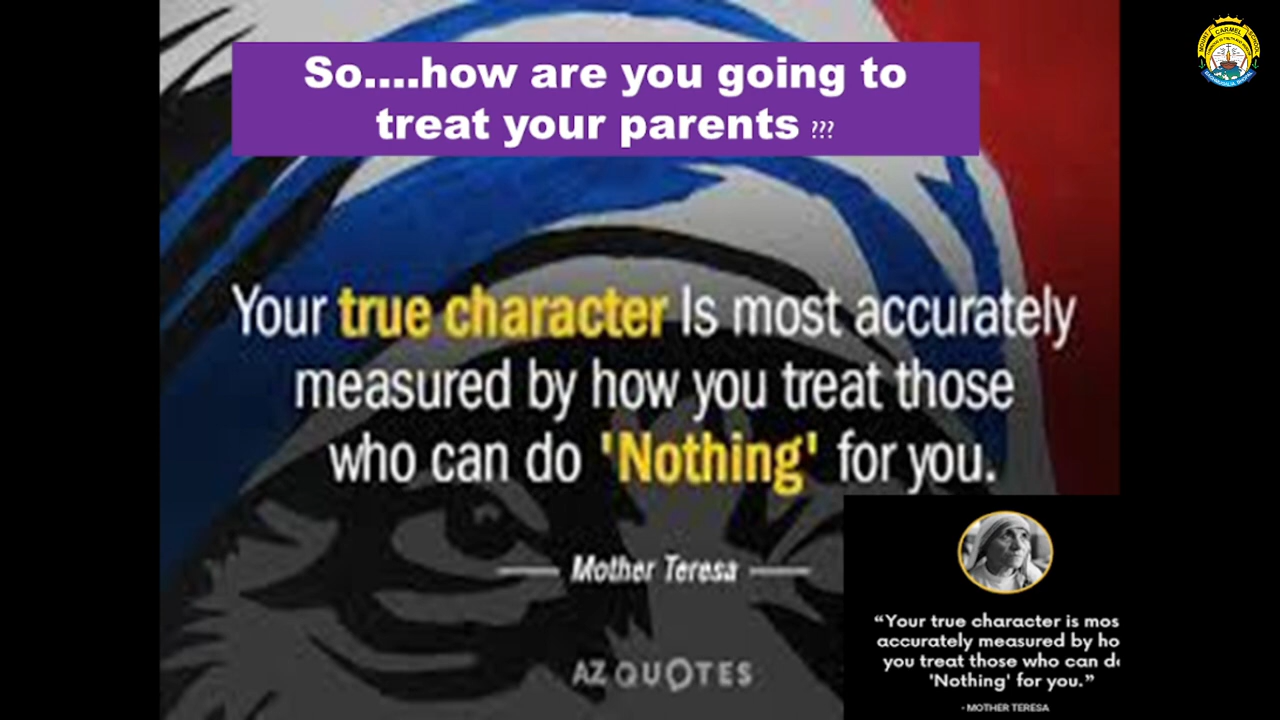 So....how are you going to
treat your parents ???
Your true character Is most accurately
measured by how you treat those
who can do 'Nothing' for you.
Mother Teresa
AZ QUOTES
“Your true character is mos
accurately measured by ho
you treat those who can d
'Nothing' for you.”
- MOTHER TERESA
CARMEL